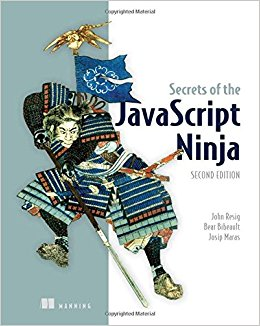 Secrets of the
JavaScript
Ninja
SECOND EDITION
John Resig
Bear Bibeault
Josip Maras
MANNING